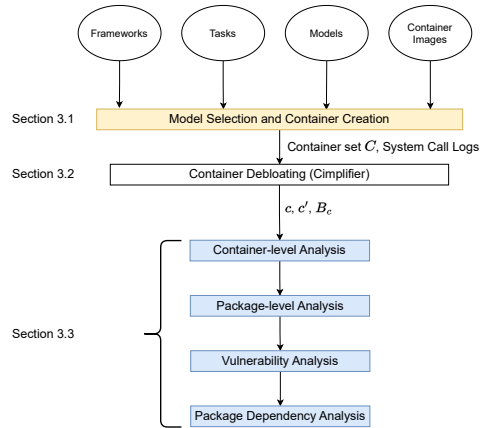 Frameworks
Tasks
Models
Container
Images
Section 3.1
Model Selection and Container Creation
Container set C, System Call Logs
Section 3.2
Container Debloating (Cimplifier)
c, c′, B_c
Container-level Analysis
Package-level Analysis
Section 3.3
Vulnerability Analysis
Package Dependency Analysis